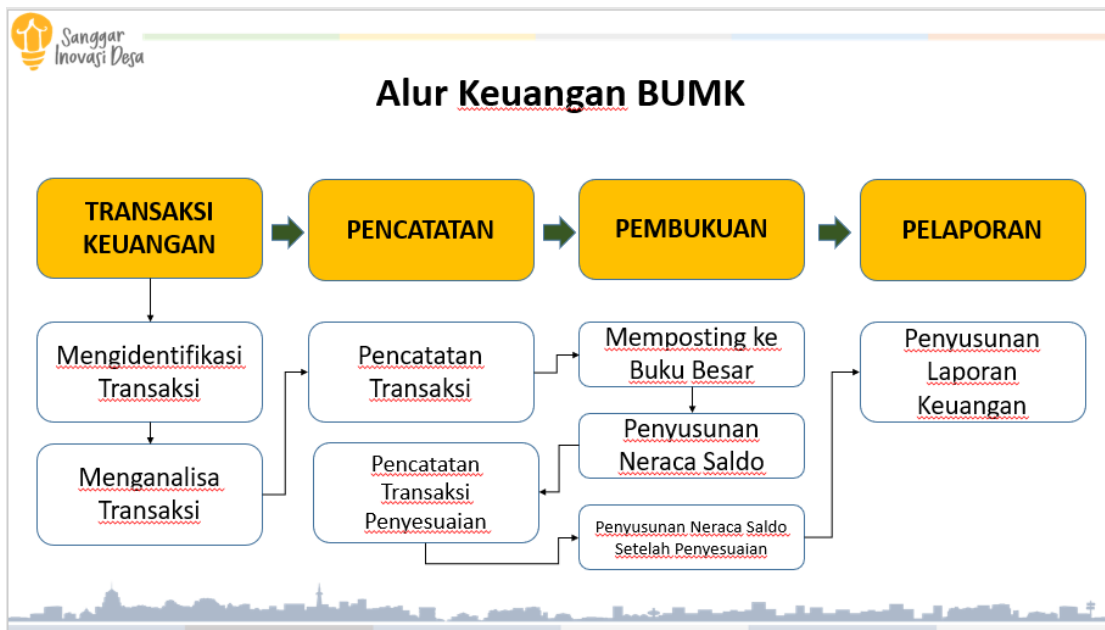 Sanggar
Inovasi Desa
Alur Keuangan BUMK
TRANSAKSI
KEUANGAN
PENCATATAN
PEMBUKUAN
PELAPORAN
Mengidentifikasi
Transaksi
Menganalisa
Transaksi
Pencatatan
Transaksi
Pencatatan
Transaksi
Penyesuaian
Memposting ke
Buku Besar
Penyusunan
Neraca Saldo
Penyusunan Neraca Saldo
Setelah Penyesuaian
Penyusunan
Laporan
Keuangan